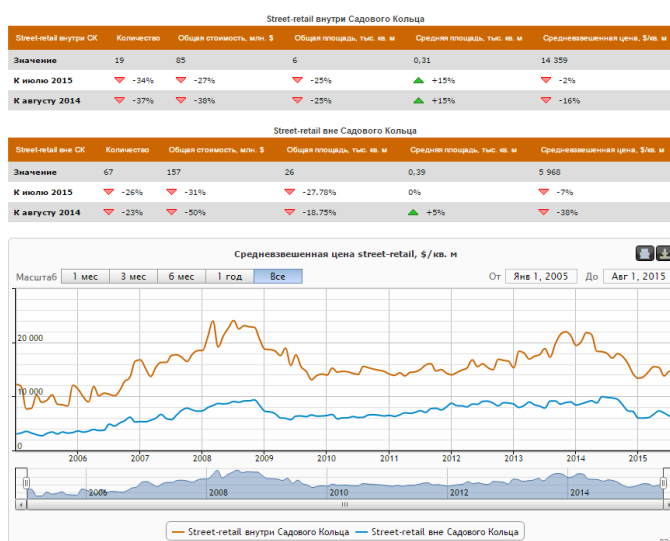 Street-retail внутри Садового Кольца
Street-retail внутри СК Количество Общая стоимость, млн. $ Общая площадь, тыс. кв. м Средняя площадь, тыс. кв. м Средневзвешенная цена, $/кв. м
Значение 19 85 6 0,31 14 359
К июлю 2015 -34% -27% -25% +15% -2%
К августу 2014 -37% -38% -25% +15% -16%
Street-retail вне Садового Кольца
Street-retail вне СК Количество Общая стоимость, млн. $ Общая площадь, тыс. кв. м Средняя площадь, тыс. кв. м Средневзвешенная цена, $/кв. м
Значение 67 157 26 0,39 5 968
К июлю 2015 -26% -31% -27.78% 0% -7%
К августу 2014 -23% -50% -18.75% +5% -38%
Средневзвешенная цена street-retail, $/кв. м
Масштаб 1 мес 3 мес 6 мес 1 год Все От Янв 1, 2005 До Авг 1, 2015
20 000
10 000
0
2006 2007 2008 2009 2010 2011 2012 2013 2014 2015
2006 2008 2010 2012 2014
Street-retail внутри Садового Кольца Street-retail вне Садового Кольца